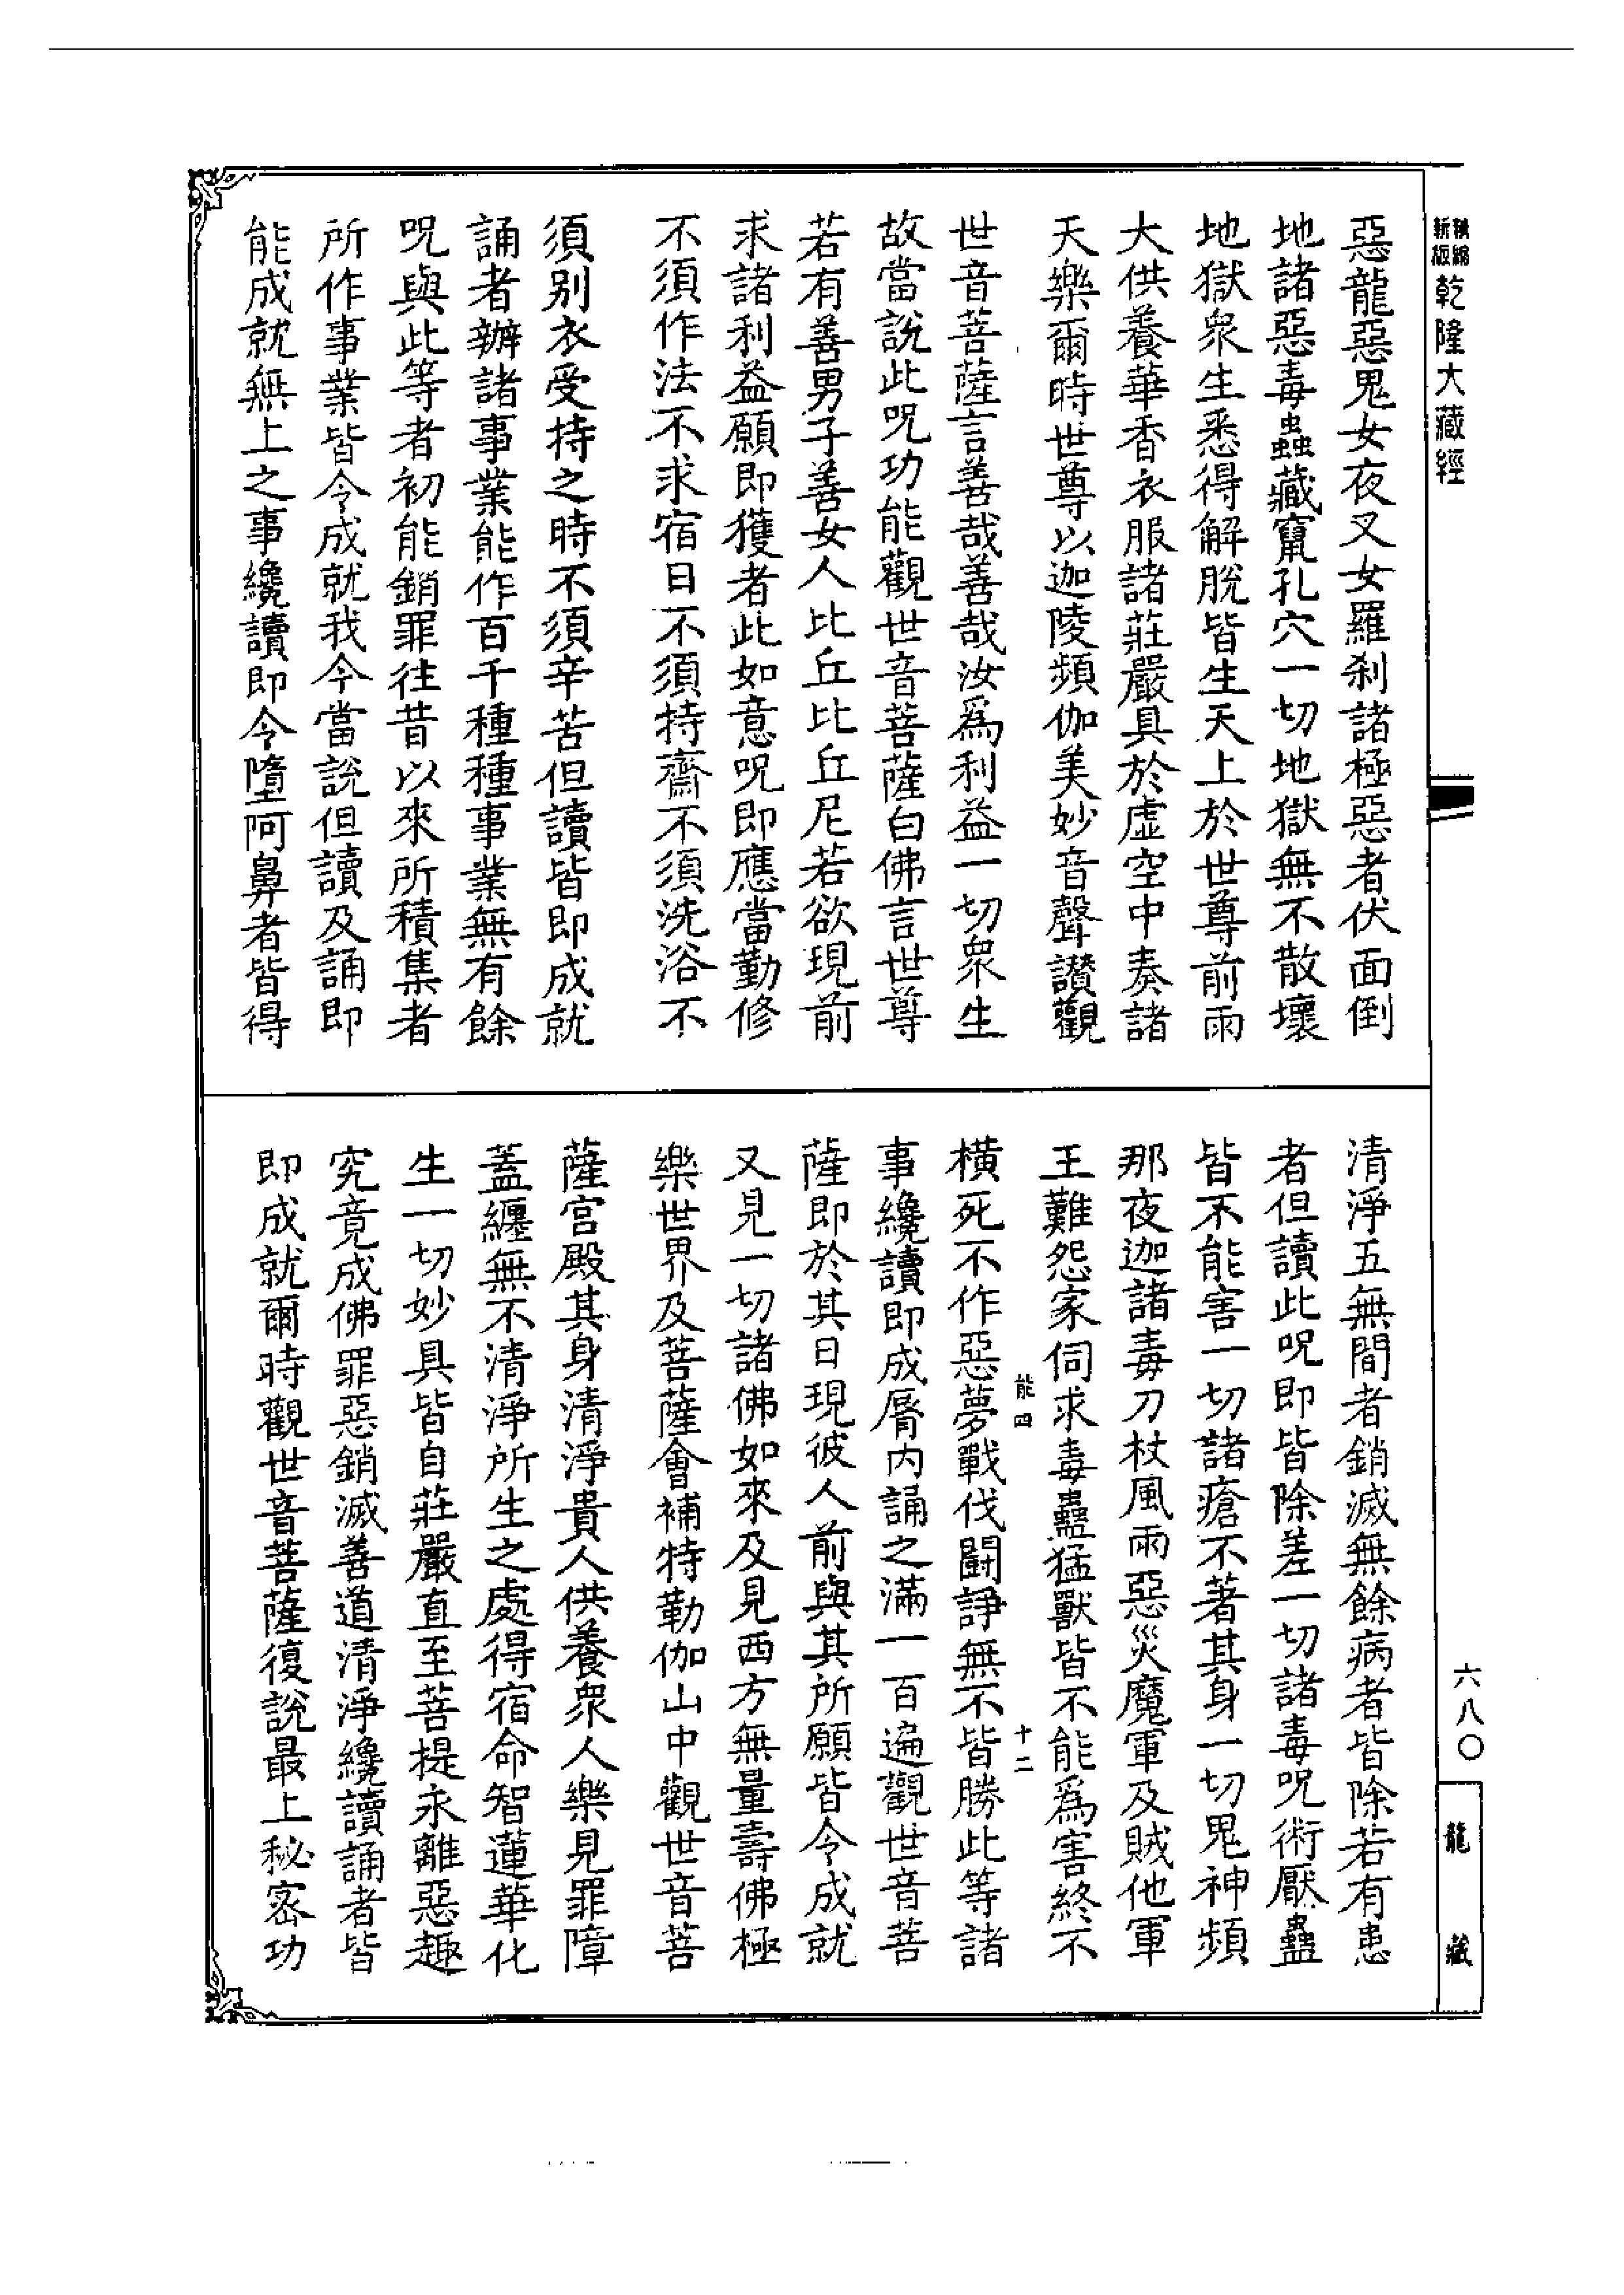 精縮新版乾隆大藏經
惡龍惡鬼女夜叉女羅刹諸極惡者伏面倒
地諸惡毒蟲藏竄孔穴一切地獄無不散壞
地獄衆生悉得解脫皆生天上於世尊前雨
大供養華香衣服諸莊嚴具於虛空中奏諸
天樂爾時世尊以迦陵頻伽美妙音聲讃觀
世音菩薩言善哉善哉汝爲利益一切衆生
故當說此呪功能觀世音菩薩白佛言世尊
若有善男子善女人比丘比丘尼若欲現前
求諸利益願即獲者此如意呪即應當勤修
不須作法不求宿日不須持齋不須洗浴不
須別衣受持之時不須辛苦但讀皆即成就
誦者辦諸事業能作百千種種事業無有餘
呪與此等者初能銷罪往昔以來所積集者
所作事業皆令成就我今當說但讀及誦即
能成就無上之事纔讀即令墮阿鼻者皆得
清淨五無間者銷滅無餘病者皆除若有患
者但讀此呪即皆除差一切諸毒呪術厭蠱
皆不能害一切諸瘡不著其身一切鬼神頻
那夜迦諸毒刀杖風雨惡災魔軍及賊他軍
王難怨家伺求毒蠱猛獸皆不能爲害終不
能四 十二
橫死不作惡夢戰伐鬪諍無不皆勝此等諸
事纔讀即成脣内誦之滿一百遍觀世音菩
薩即於其日現彼人前與其所願皆令成就
又見一切諸佛如來及見西方無量壽佛極
樂世界及菩薩會補特勒伽山中觀世音菩
薩宮殿其身清淨貴人供養衆人樂見罪障
蓋纏無不清淨所生之處得宿命智蓮華化
生一切妙具皆自莊嚴直至菩提永離惡趣
究竟成佛罪惡銷滅善道清淨纔讀誦者皆
即成就爾時觀世音菩薩復說最上秘密功
六八〇
龍藏